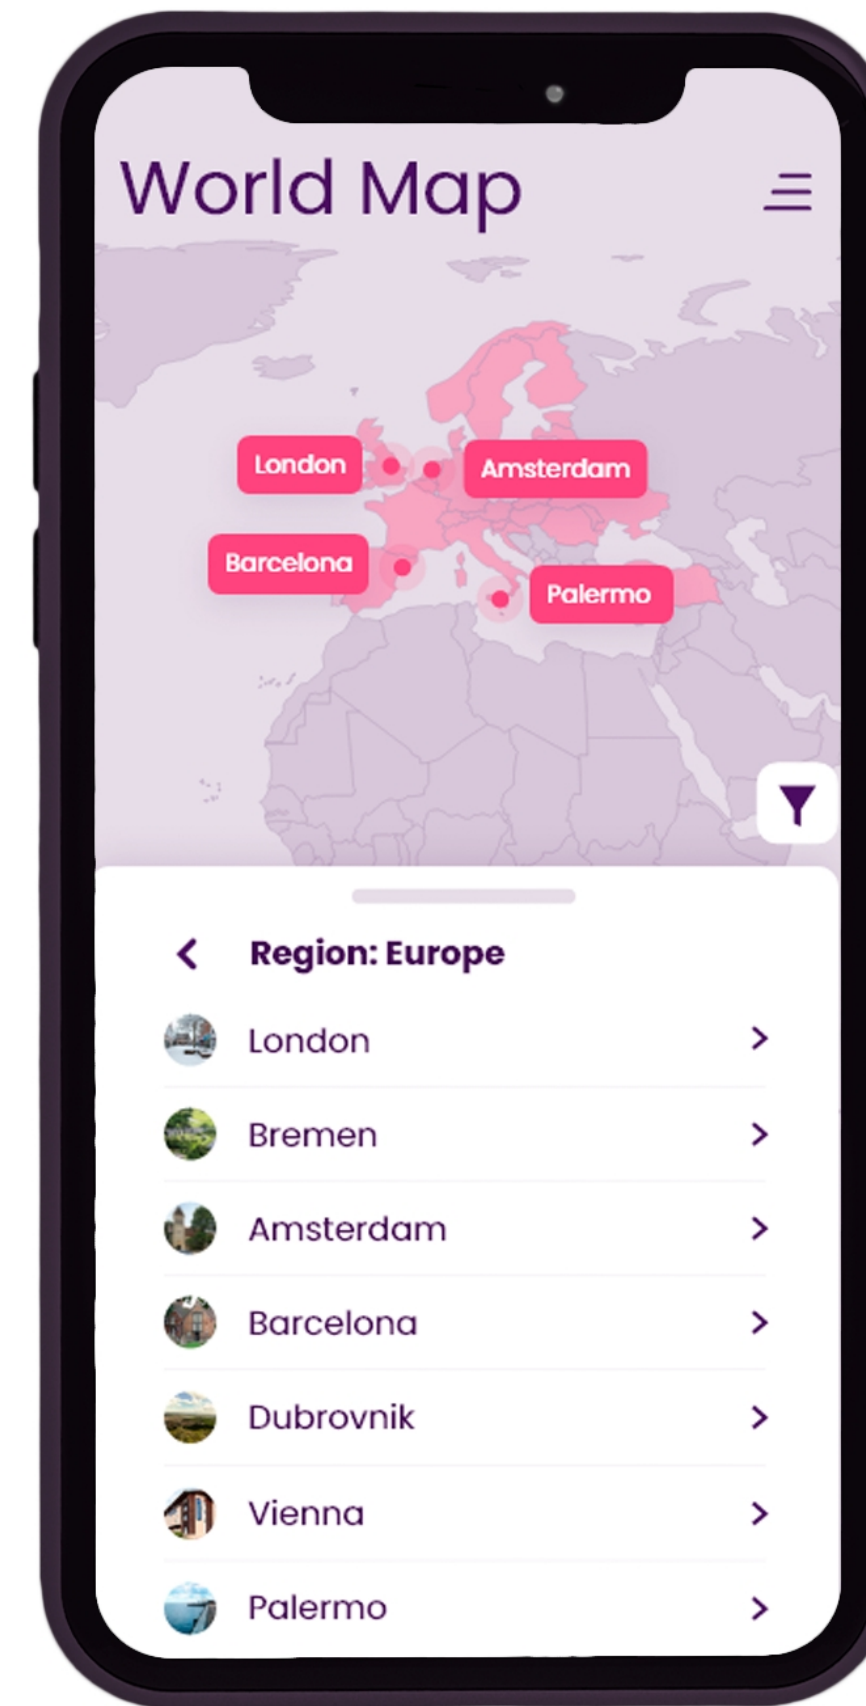 World Map
London
Amsterdam
Barcelona
Palermo
Region: Europe
London
Bremen
Amsterdam
Barcelona
Dubrovnik
Vienna
Palermo